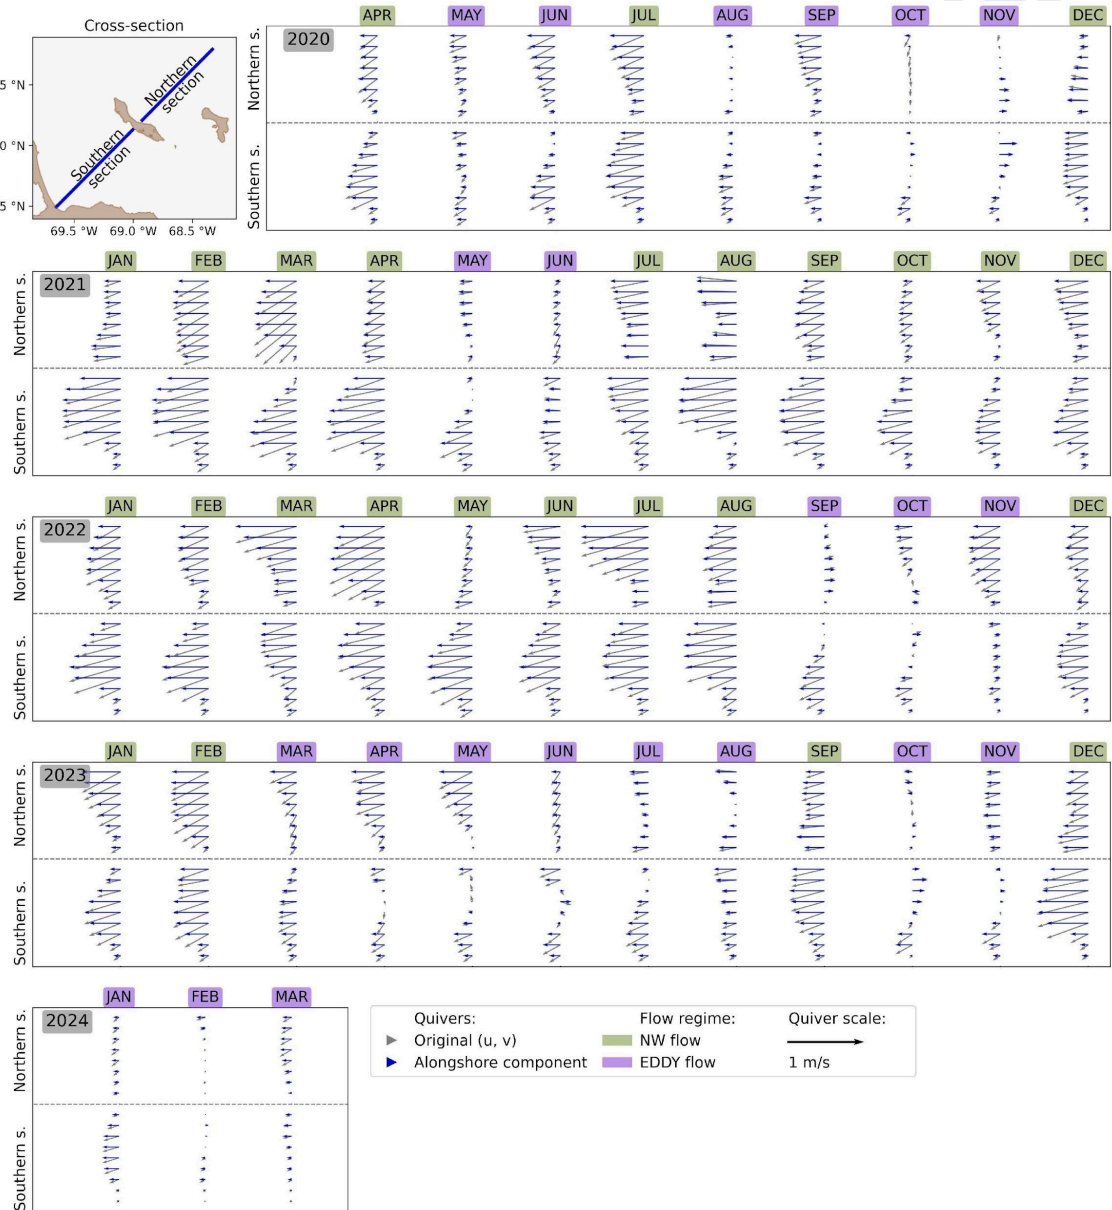 Cross-section
Northern section
Southern section
5 °N
0 °N
5 °N
69.5 °W 69.0 °W 68.5 °W
APR MAY JUN JUL AUG SEP OCT NOV DEC
2020
Northern s.
Southern s.
JAN FEB MAR APR MAY JUN JUL AUG SEP OCT NOV DEC
2021
Northern s.
Southern s.
JAN FEB MAR APR MAY JUN JUL AUG SEP OCT NOV DEC
2022
Northern s.
Southern s.
JAN FEB MAR APR MAY JUN JUL AUG SEP OCT NOV DEC
2023
Northern s.
Southern s.
JAN FEB MAR
2024
Northern s.
Southern s.
Quivers: Flow regime: Quiver scale:
Original (u, v) NW flow
Alongshore component EDDY flow 1 m/s